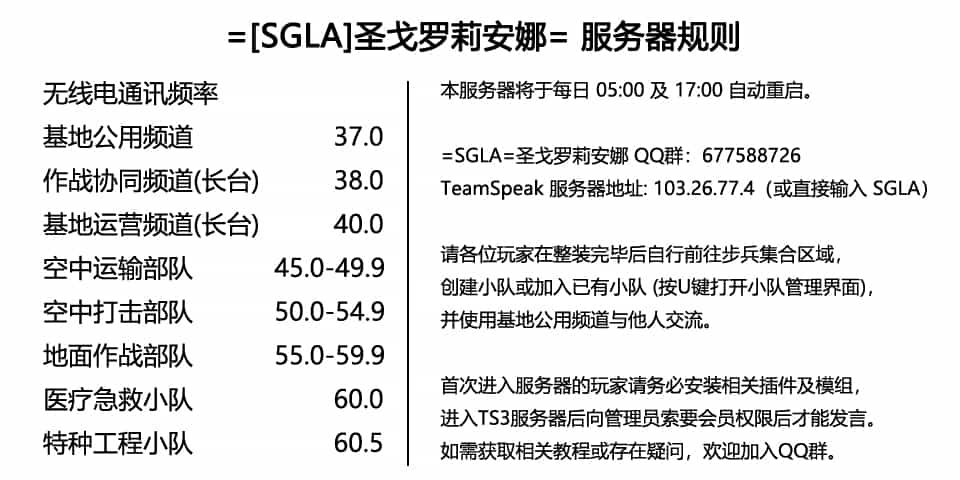 =[SGLA]圣戈罗莉安娜= 服务器规则
无线电通讯频率
基地公用频道 37.0
作战协同频道(长台) 38.0
基地运营频道(长台) 40.0
空中运输部队 45.0-49.9
空中打击部队 50.0-54.9
地面作战部队 55.0-59.9
医疗急救小队 60.0
特种工程小队 60.5
本服务器将于每日 05:00 及 17:00 自动重启。
=SGLA=圣戈罗莉安娜 QQ群：677588726
TeamSpeak 服务器地址: 103.26.77.4（或直接输入 SGLA）
请各位玩家在整装完毕后自行前往步兵集合区域，
创建小队或加入已有小队 (按U键打开小队管理界面)，
并使用基地公用频道与他人交流。
首次进入服务器的玩家请务必安装相关插件及模组，
进入TS3服务器后向管理员索要会员权限后才能发言。
如需获取相关教程或存在疑问，欢迎加入QQ群。